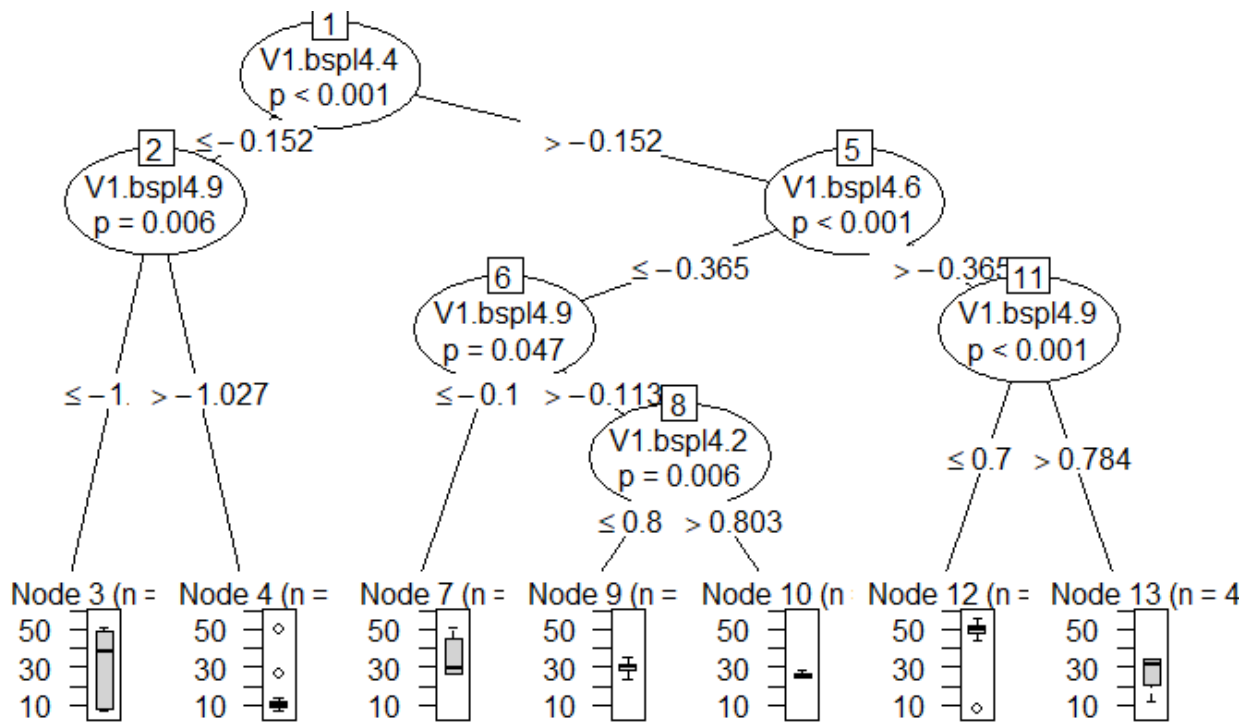 1
V1.bspl4.4
p < 0.001
≤ −0.152
> −0.152
2
V1.bspl4.9
p = 0.006
5
V1.bspl4.6
p < 0.001
≤ −0.365
> −0.365
6
V1.bspl4.9
p = 0.047
11
V1.bspl4.9
p < 0.001
≤ −1.
> −1.027
≤ −0.1
> −0.113
8
V1.bspl4.2
p = 0.006
≤ 0.7
> 0.784
≤ 0.8
> 0.803
Node 3 (n =
Node 4 (n =
Node 7 (n =
Node 9 (n =
Node 10 (n
Node 12 (n =
Node 13 (n = 4
50 50 50 50 50 50 50
30 30 30 30 30 30 30
10 10 10 10 10 10 10